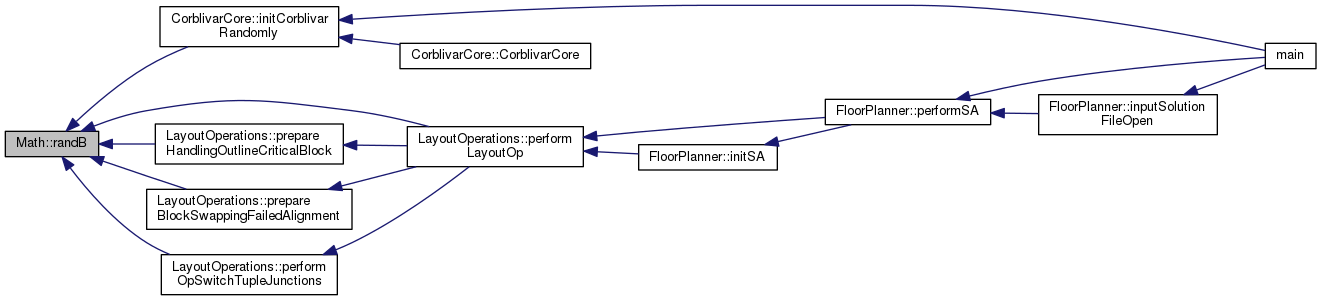 CorblivarCore::initCorblivar
Randomly
CorblivarCore::CorblivarCore
main
Math::randB
LayoutOperations::prepare
HandlingOutlineCriticalBlock
LayoutOperations::prepare
BlockSwappingFailedAlignment
LayoutOperations::perform
OpSwitchTupleJunctions
LayoutOperations::perform
LayoutOp
FloorPlanner::initSA
FloorPlanner::performSA
FloorPlanner::inputSolution
FileOpen